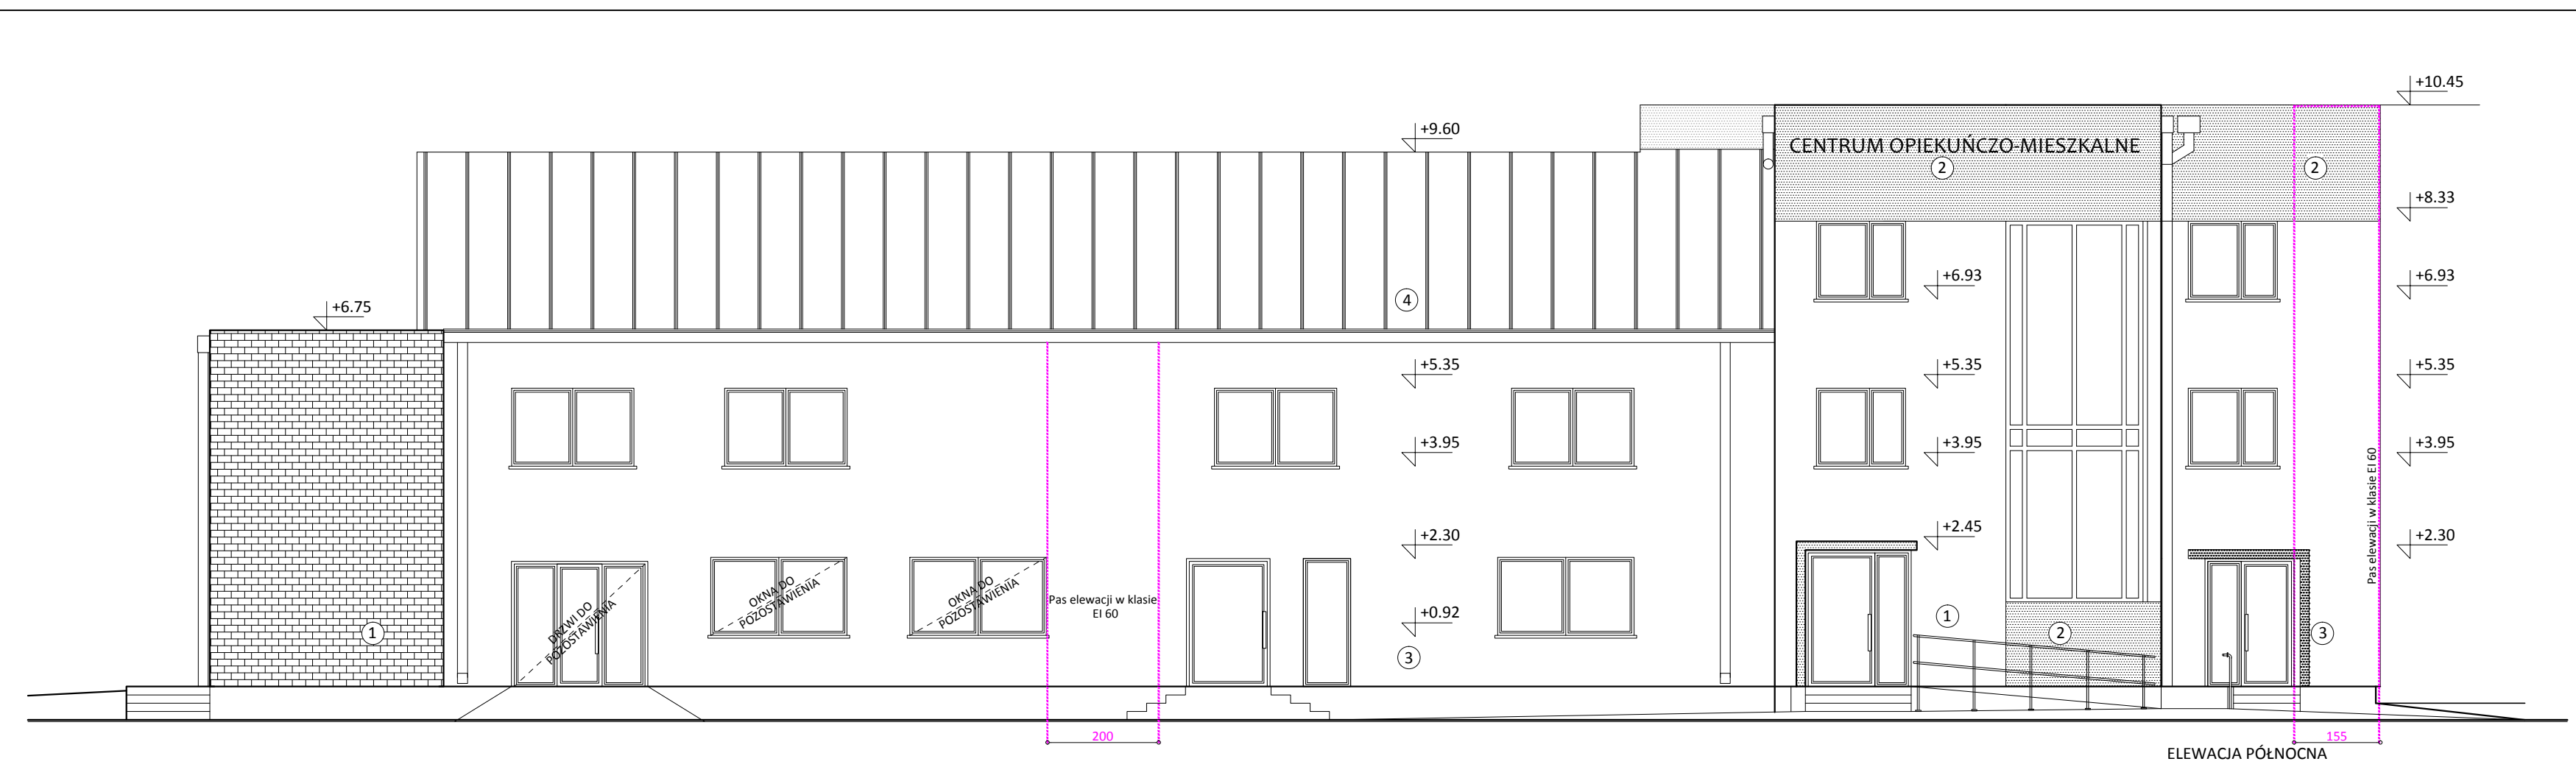 +10.45
+9.60
CENTRUM OPIEKUŃCZO-MIESZKALNE
2
2
+8.33
+6.93
+6.93
4
+6.75
+5.35
+5.35
+5.35
+3.95
+3.95
+3.95
Pas elewacji w klasie EI 60
+2.45
+2.30
+2.30
OKNA DO
POZOSTAWIENIA
OKNA DO
POZOSTAWIENIA
DRZWI DO
POZOSTAWIENIA
Pas elewacji w klasie
EI 60
+0.92
1
1
2
3
3
200
155
ELEWACJA PÓŁNOCNA